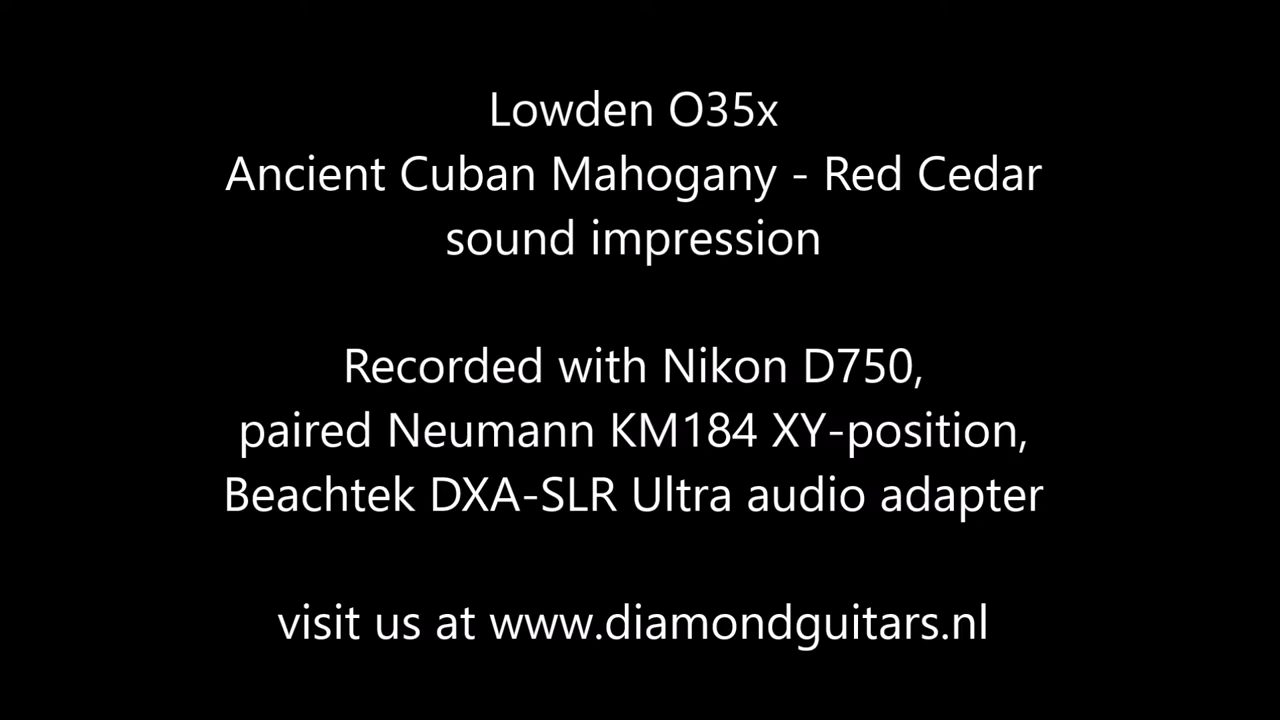 Lowden O35x
Ancient Cuban Mahogany - Red Cedar
sound impression
Recorded with Nikon D750,
paired Neumann KM184 XY-position,
Beachtek DXA-SLR Ultra audio adapter
visit us at www.diamondguitars.nl